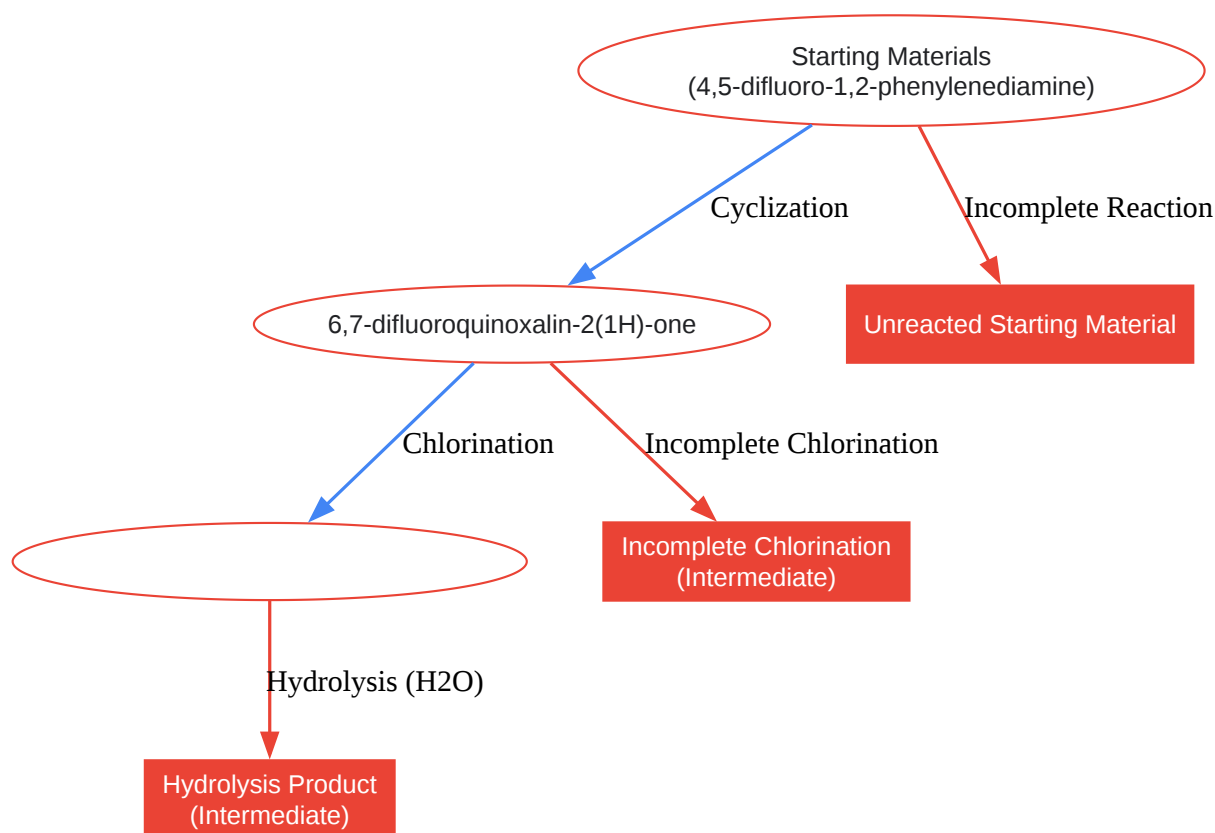 Starting Materials
(4,5-difluoro-1,2-phenylenediamine)
Cyclization
Incomplete Reaction
6,7-difluoroquinoxalin-2(1H)-one
Unreacted Starting Material
Chlorination
Incomplete Chlorination
Incomplete Chlorination
(Intermediate)
Hydrolysis (H2O)
Hydrolysis Product
(Intermediate)